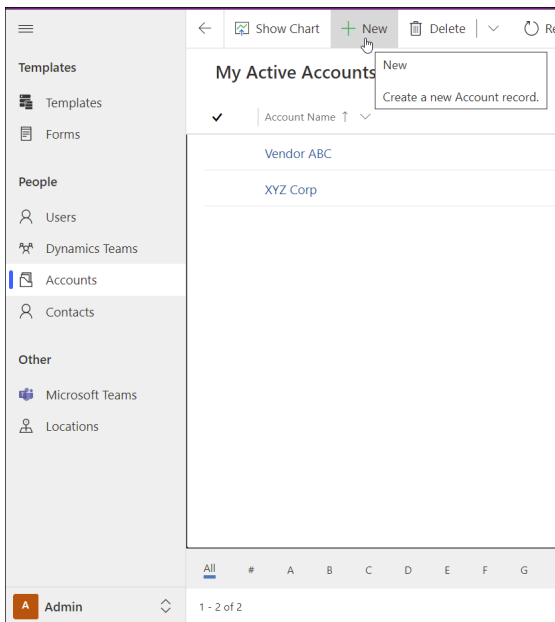 Show Chart
New
Delete
Re
Templates
Templates
Forms
People
Users
Dynamics Teams
Accounts
Contacts
Other
Microsoft Teams
Locations
A
Admin
My Active Accounts
New
Create a new Account record.
Account Name
Vendor ABC
XYZ Corp
All # A B C D E F G
1 - 2 of 2